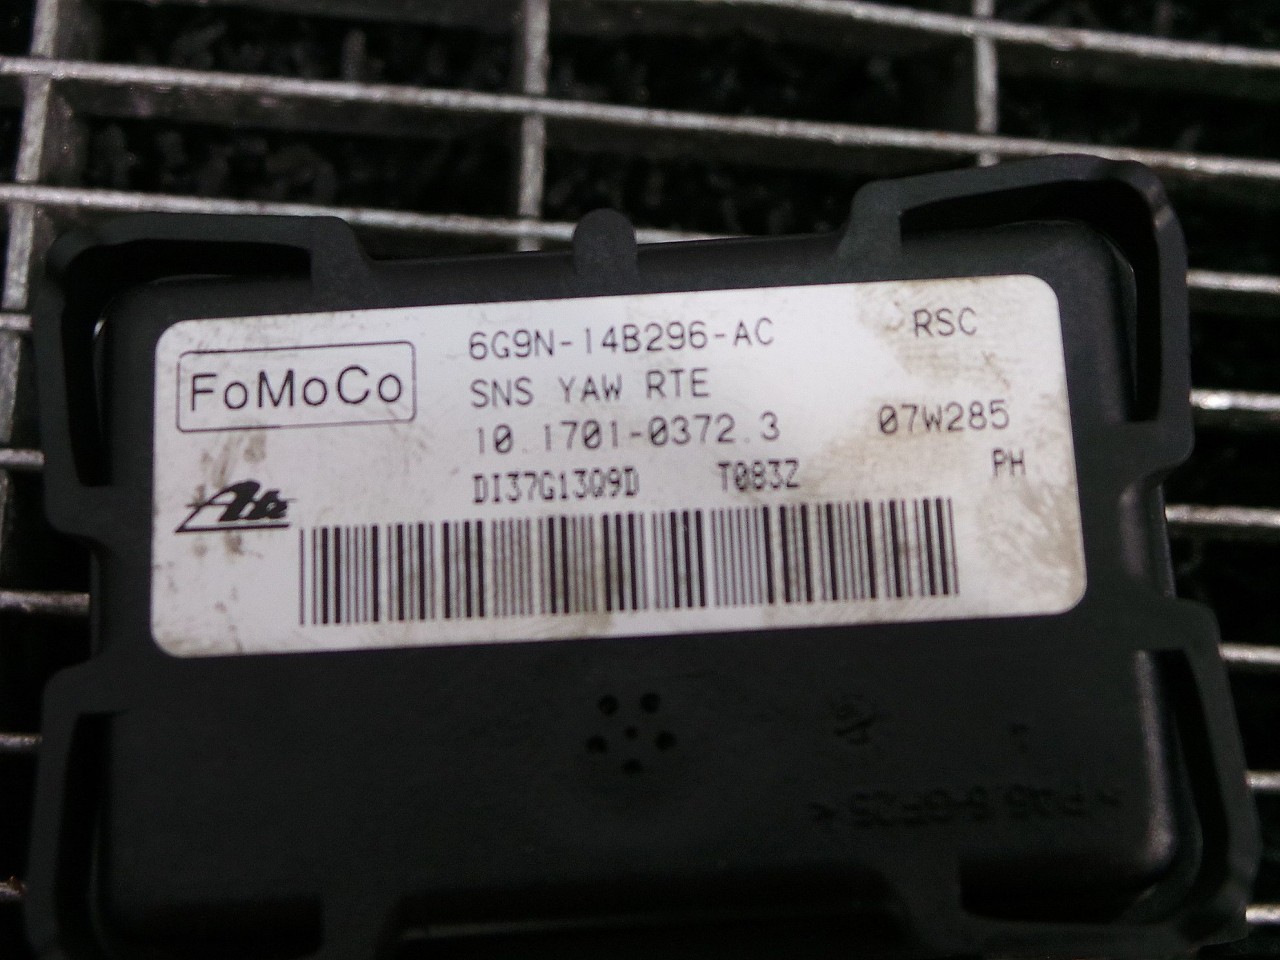 6G9N-14B296-AC RSC
FoMoCo
SNS YAW RTE
10.1701-0372.3 07W285
DI37G13Q9D T083Z PH
Ate